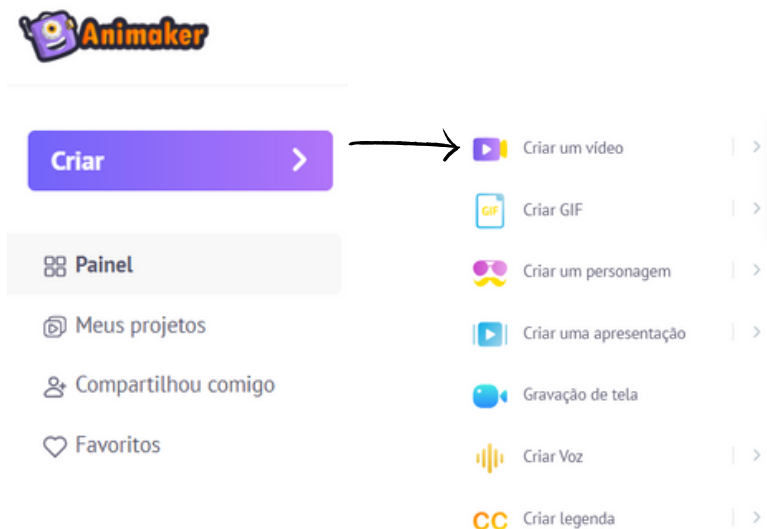 Animaker
Criar
Painel
Meus projetos
Compartilhou comigo
Favoritos
Criar um vídeo
GIF
Criar GIF
Criar um personagem
Criar uma apresentação
Gravação de tela
Criar Voz
CC
Criar legenda